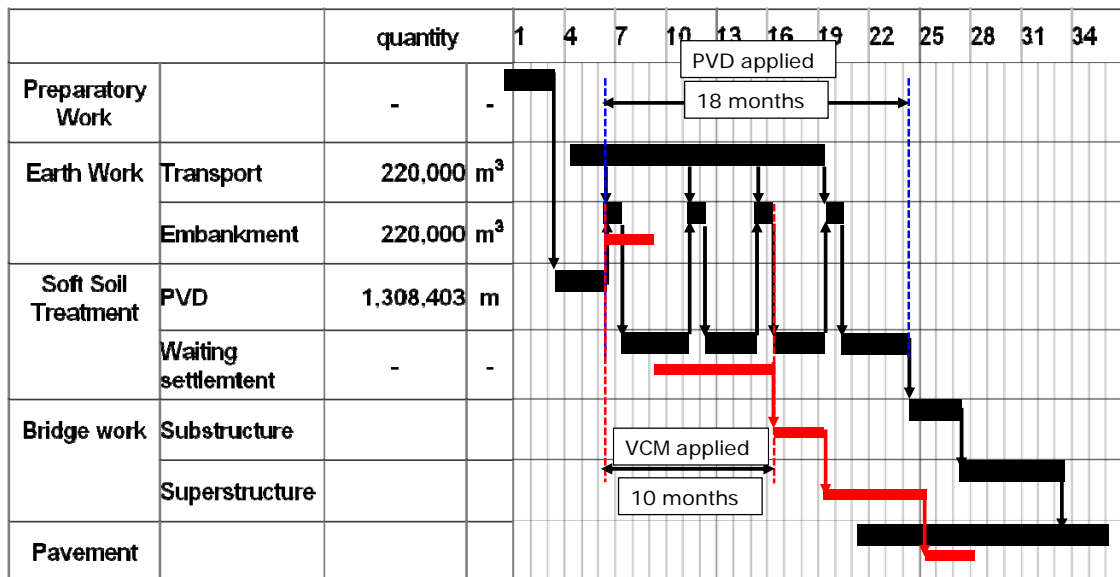 quantity 1 4 7 10 13 16 19 22 25 28 31 34
PVD applied
18 months
Preparatory
Work - -
Earth Work Transport 220,000 m³
Embankment 220,000 m³
Soft Soil
Treatment PVD 1,308,403 m
Waiting
settlemtent - -
Bridge work Substructure
VCM applied
10 months
Superstructure
Pavement